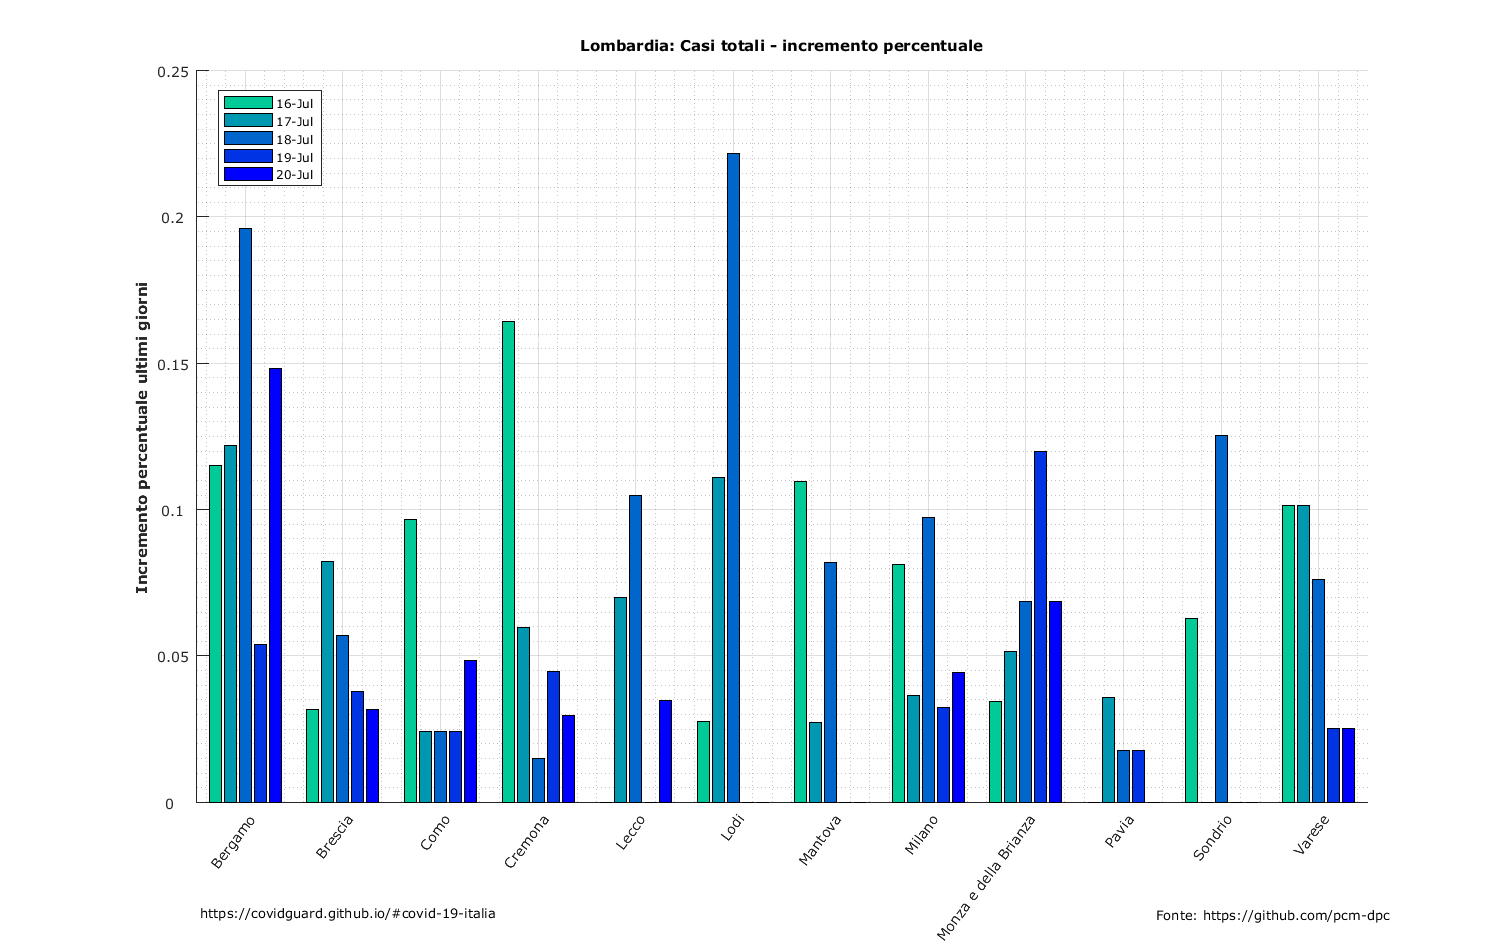 Lombardia: Casi totali - incremento percentuale
0.25
0.2
0.15
0.1
0.05
0
Incremento percentuale ultimi giorni
16-Jul
17-Jul
18-Jul
19-Jul
20-Jul
Bergamo
Brescia
Como
Cremona
Lecco
Lodi
Mantova
Milano
Monza e della Brianza
Pavia
Sondrio
Varese
https://covidguard.github.io/#covid-19-italia
Fonte: https://github.com/pcm-dpc